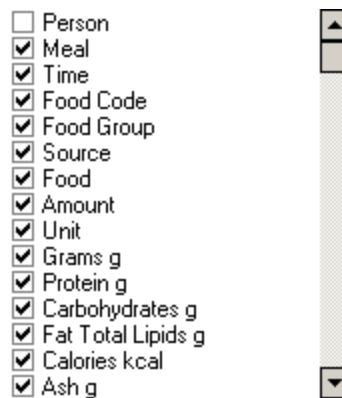 Person
Meal
Time
Food Code
Food Group
Source
Food
Amount
Unit
Grams g
Protein g
Carbohydrates g
Fat Total Lipids g
Calories kcal
Ash g